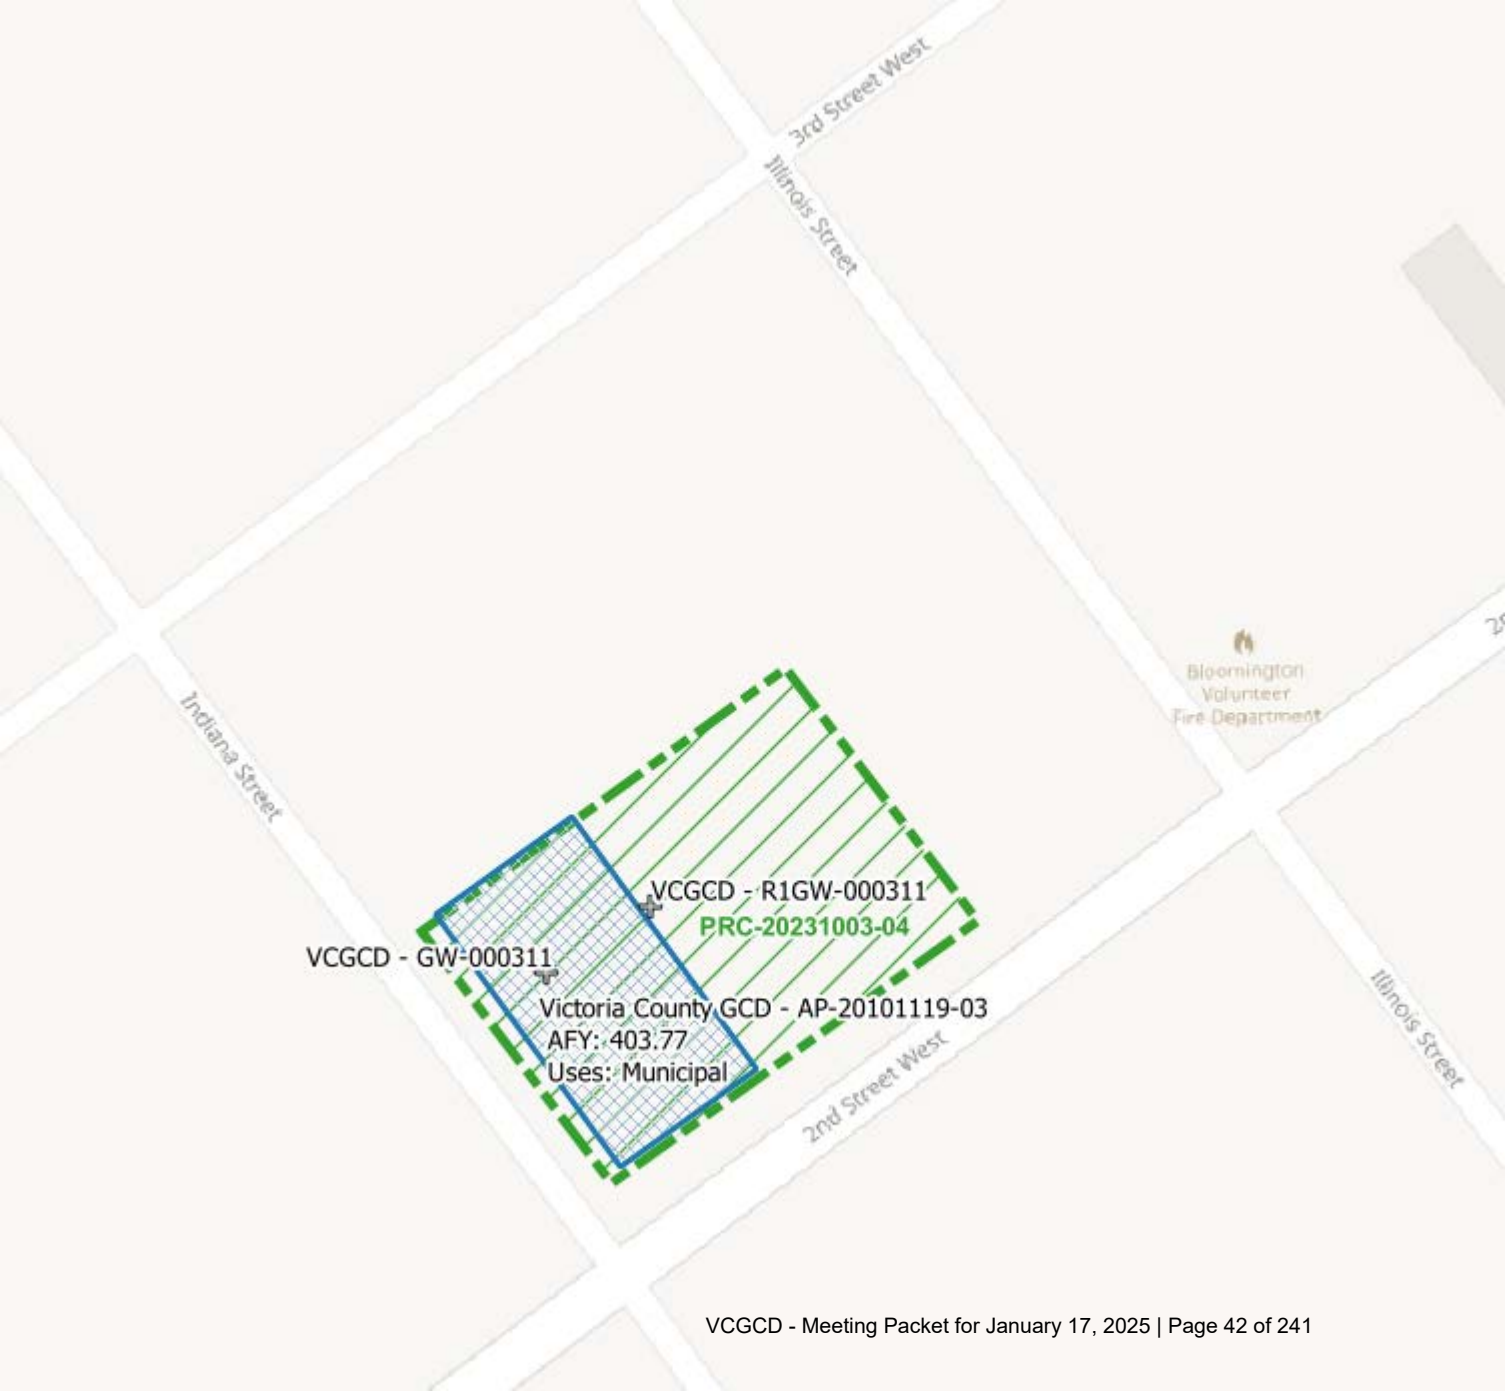 3rd Street West
Illinois Street
2n
Bloomington
Volunteer
Fire Department
Indiana Street
VCGCD - R1GW-000311
PRC-20231003-04
VCGCD - GW-000311
Victoria County GCD - AP-20101119-03
AFY: 403.77
Uses: Municipal
Illinois Street
2nd Street West
VCGCD - Meeting Packet for January 17, 2025 | Page 42 of 241